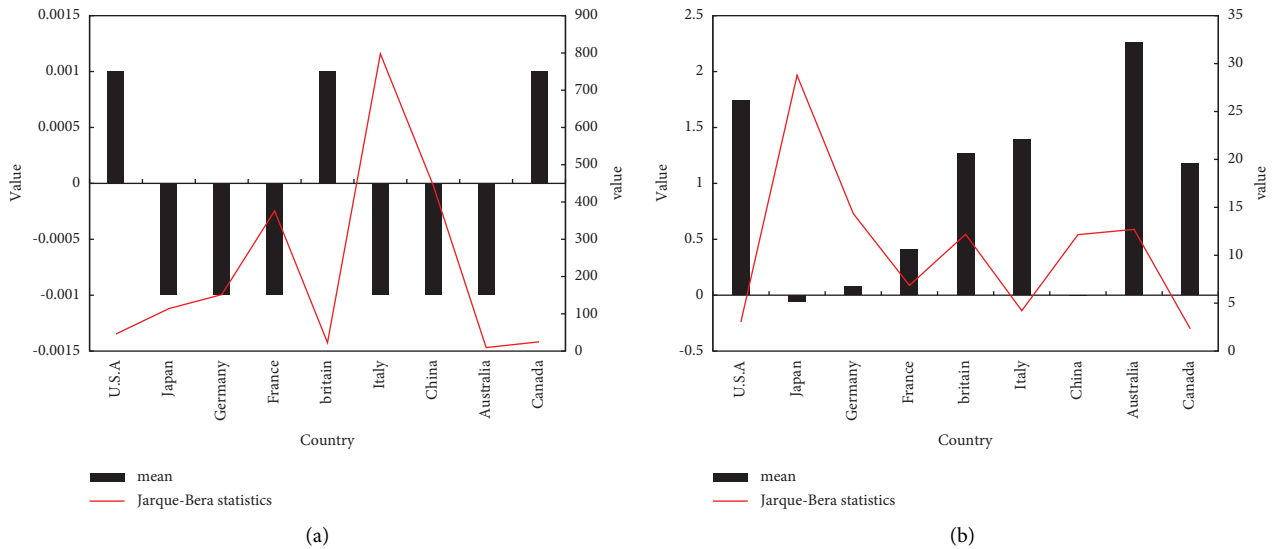 0.0015
0.001
0.0005
0
-0.0005
-0.001
-0.0015
Value
900
800
700
600
500
400
300
200
100
0
value
U.S.A
Japan
Germany
France
britain
Italy
China
Australia
Canada
Country
mean
Jarque-Bera statistics
(a)
2.5
2
1.5
1
0.5
0
-0.5
Value
35
30
25
20
15
10
5
0
value
U.S.A
Japan
Germany
France
britain
Italy
China
Australia
Canada
Country
mean
Jarque-Bera statistics
(b)